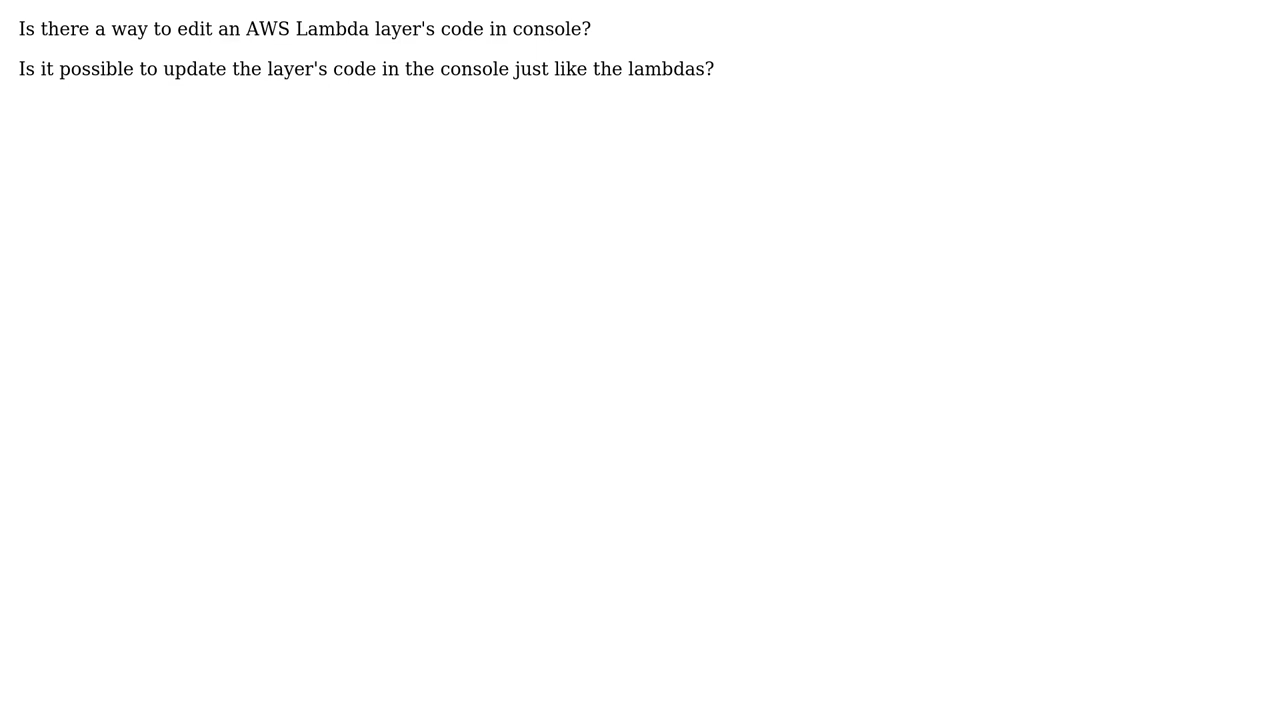 Is there a way to edit an AWS Lambda layer's code in console?
Is it possible to update the layer's code in the console just like the lambdas?